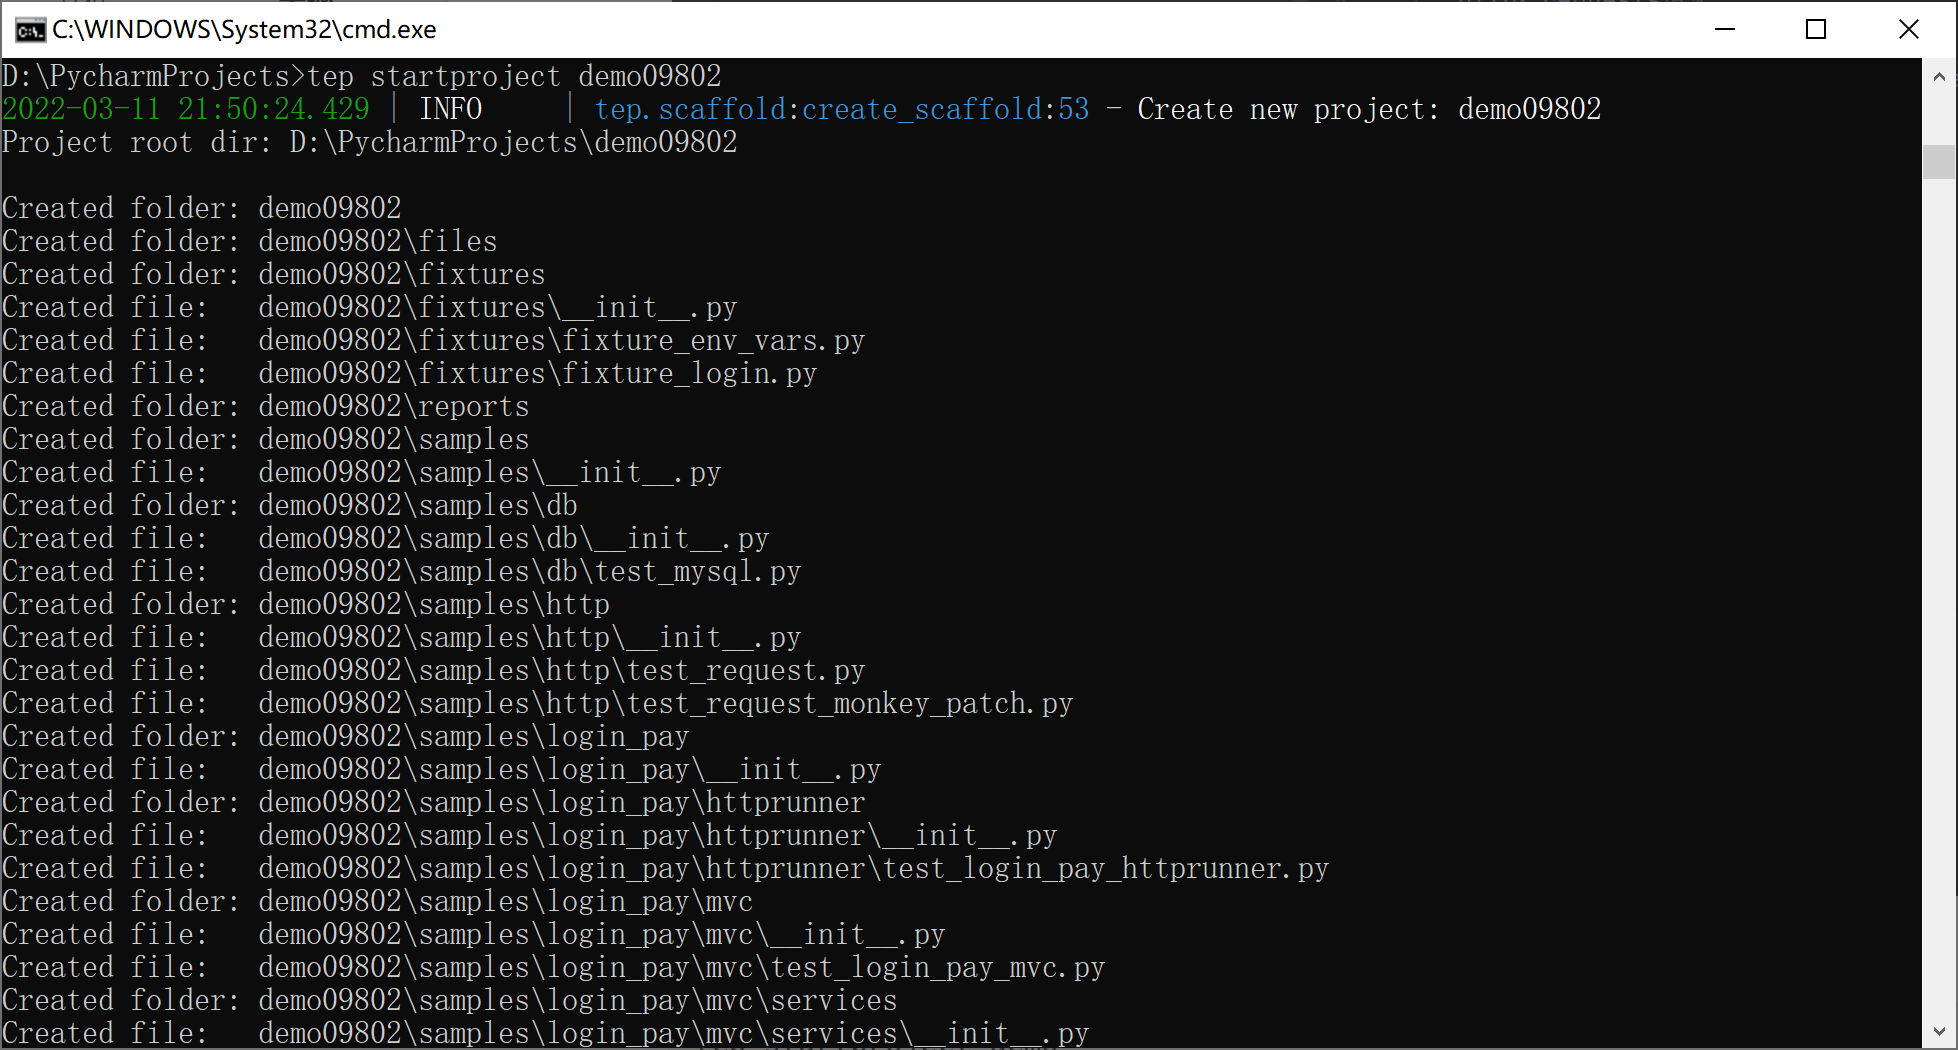 C:\WINDOWS\System32\cmd.exe
D:\PycharmProjects>tep startproject demo09802
2022-03-11 21:50:24.429 | INFO     | tep.scaffold:create_scaffold:53 - Create new project: demo09802
Project root dir: D:\PycharmProjects\demo09802
Created folder: demo09802
Created folder: demo09802\files
Created folder: demo09802\fixtures
Created file:   demo09802\fixtures\__init__.py
Created file:   demo09802\fixtures\fixture_env_vars.py
Created file:   demo09802\fixtures\fixture_login.py
Created folder: demo09802\reports
Created folder: demo09802\samples
Created file:   demo09802\samples\__init__.py
Created folder: demo09802\samples\db
Created file:   demo09802\samples\db\__init__.py
Created file:   demo09802\samples\db\test_mysql.py
Created folder: demo09802\samples\http
Created file:   demo09802\samples\http\__init__.py
Created file:   demo09802\samples\http\test_request.py
Created file:   demo09802\samples\http\test_request_monkey_patch.py
Created folder: demo09802\samples\login_pay
Created file:   demo09802\samples\login_pay\__init__.py
Created folder: demo09802\samples\login_pay\httprunner
Created file:   demo09802\samples\login_pay\httprunner\__init__.py
Created file:   demo09802\samples\login_pay\httprunner\test_login_pay_httprunner.py
Created folder: demo09802\samples\login_pay\mvc
Created file:   demo09802\samples\login_pay\mvc\__init__.py
Created file:   demo09802\samples\login_pay\mvc\test_login_pay_mvc.py
Created folder: demo09802\samples\login_pay\mvc\services
Created file:   demo09802\samples\login_pay\mvc\services\__init__.py